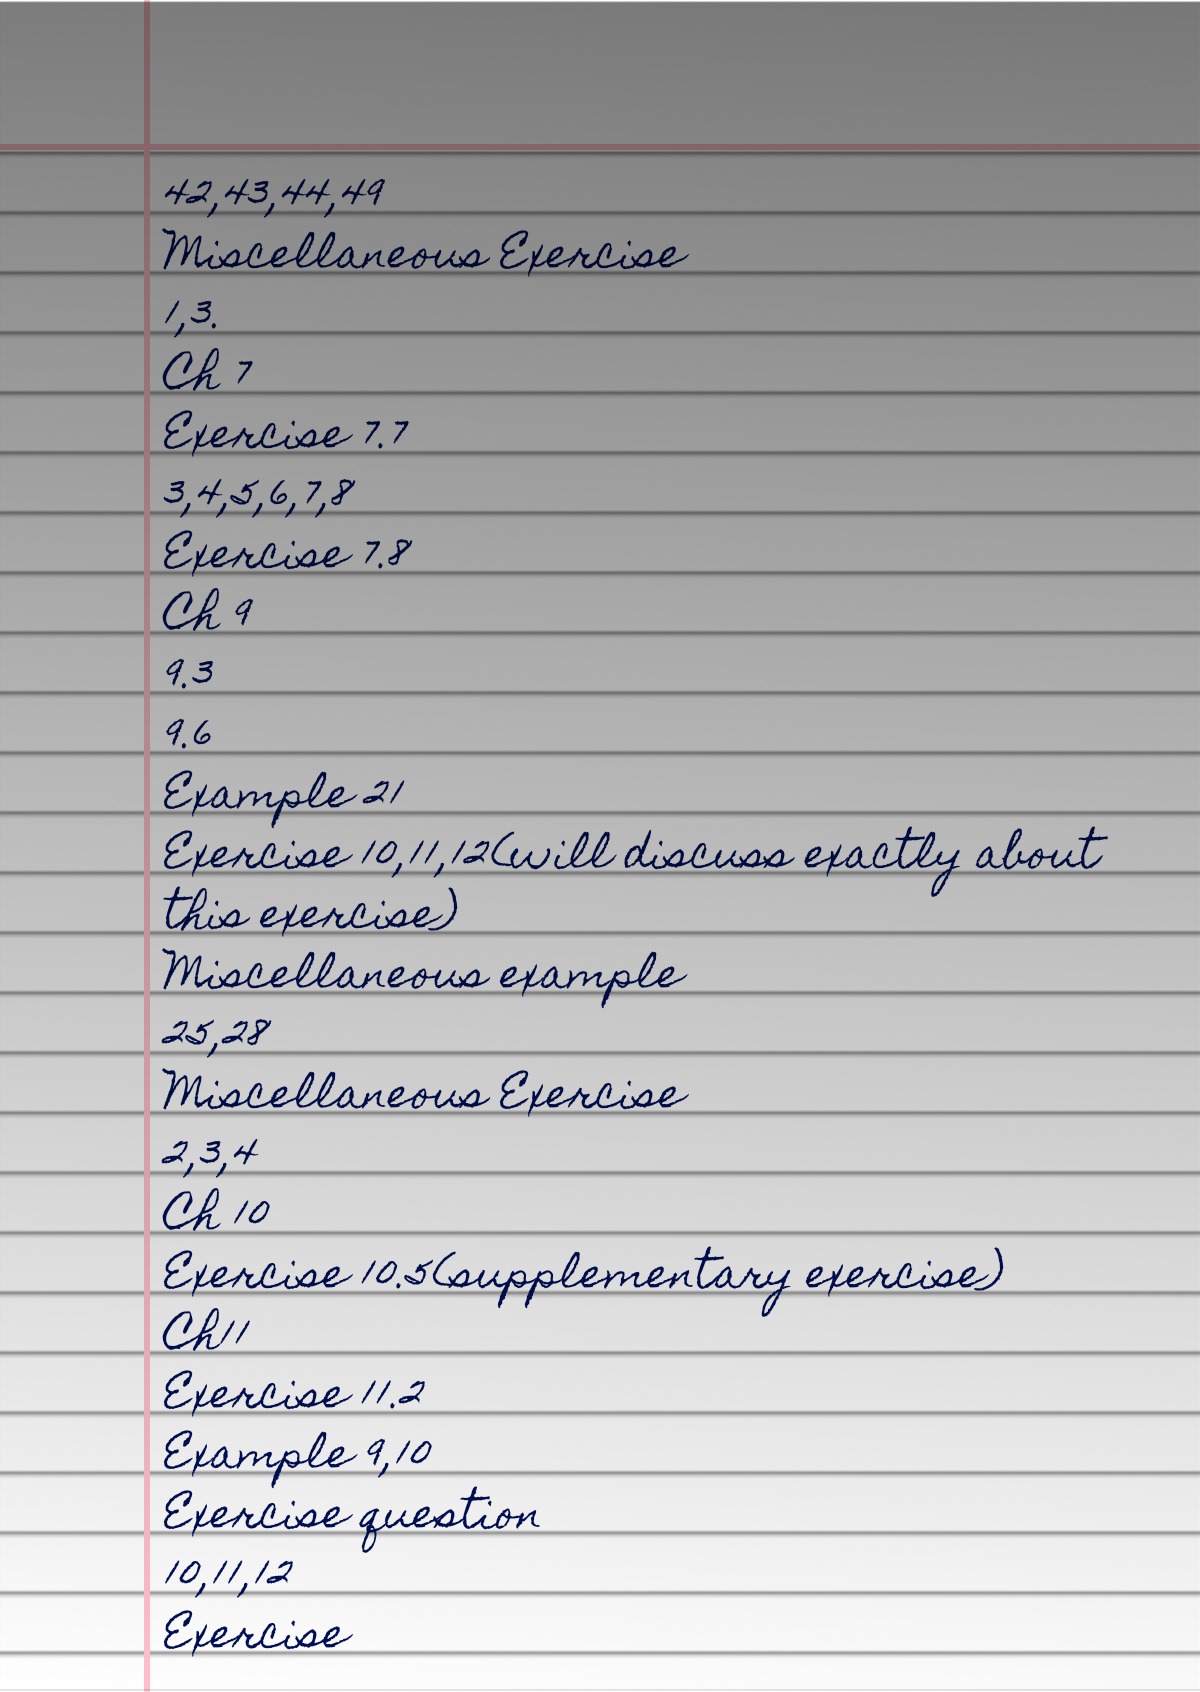 42,43,44,49
Miscellaneous Exercise
1,3.
Ch 7
Exercise 7.7
3,4,5,6,7,8
Exercise 7.8
Ch 9
9.3
9.6
Example 21
Exercise 10,11,12(will discuss exactly about
this exercise)
Miscellaneous example
25,28
Miscellaneous Exercise
2,3,4
Ch 10
Exercise 10.5(supplementary exercise)
Ch11
Exercise 11.2
Example 9,10
Exercise question
10,11,12
Exercise